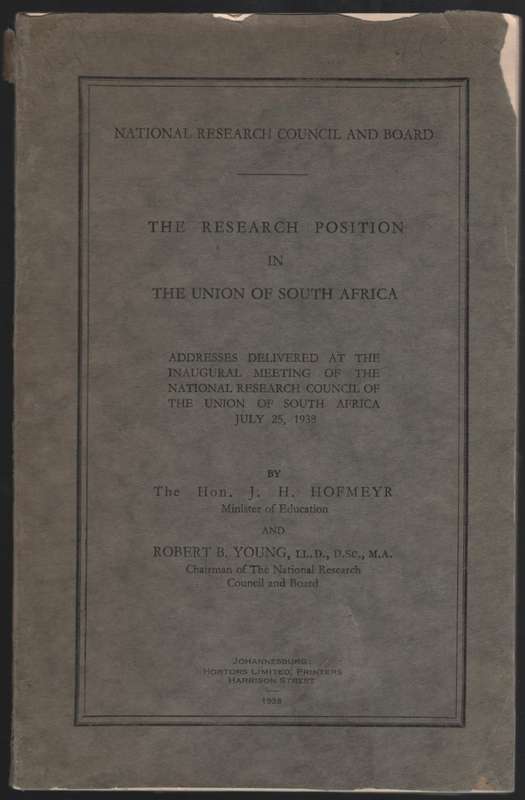 NATIONAL RESEARCH COUNCIL AND BOARD
THE RESEARCH POSITION
IN
THE UNION OF SOUTH AFRICA
ADDRESSES DELIVERED AT THE
INAUGURAL MEETING OF THE
NATIONAL RESEARCH COUNCIL OF
THE UNION OF SOUTH AFRICA
JULY 25, 1938
BY
The Hon. J. H. HOFMEYR
Minister of Education
AND
ROBERT B. YOUNG, LL.D., D.Sc., M.A.
Chairman of The National Research
Council and Board
JOHANNESBURG:
HORTORS LIMITED, PRINTERS
HARRISON STREET
1938